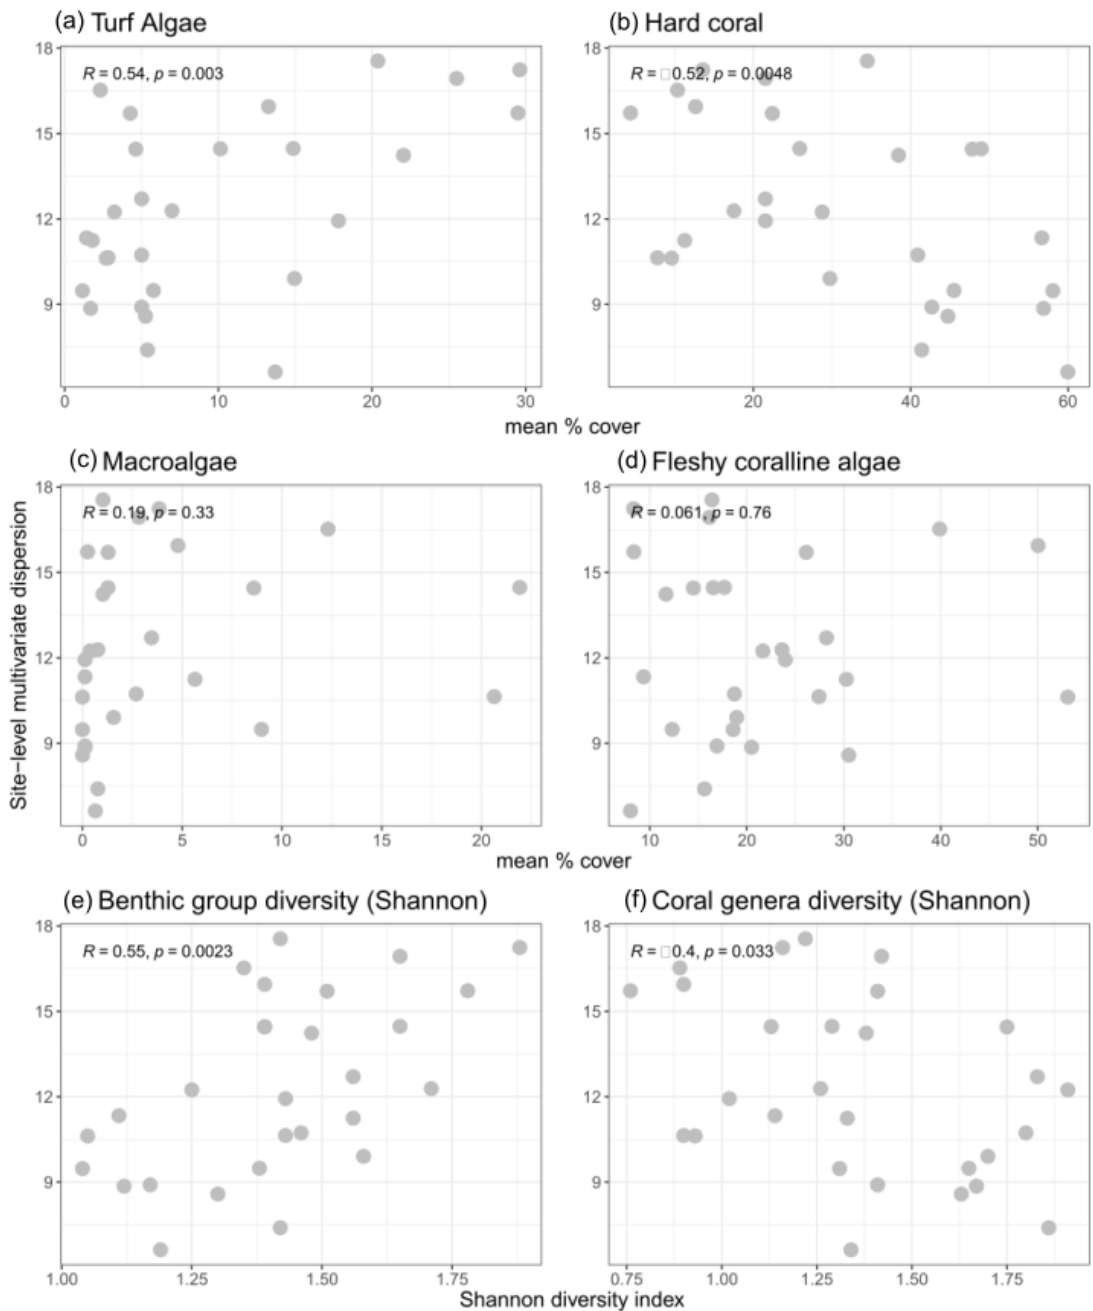 (a) Turf Algae
(b) Hard coral
18
15
12
9
R = 0.54, p = 0.003
R = □0.52, p = 0.0048
0 10 20 30
20 40 60
mean % cover
(c) Macroalgae
(d) Fleshy coralline algae
Site−level multivariate dispersion
18
15
12
9
R = 0.19, p = 0.33
18
15
12
9
R = 0.061, p = 0.76
0 5 10 15 20
10 20 30 40 50
mean % cover
(e) Benthic group diversity (Shannon)
(f) Coral genera diversity (Shannon)
18
15
12
9
R = 0.55, p = 0.0023
18
15
12
9
R = □0.4, p = 0.033
1.00 1.25 1.50 1.75
0.75 1.00 1.25 1.50 1.75
Shannon diversity index